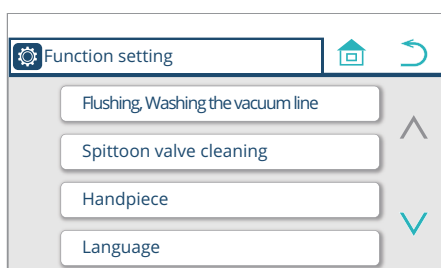 Function setting
Flushing, Washing the vacuum line
Spittoon valve cleaning
Handpiece
Language